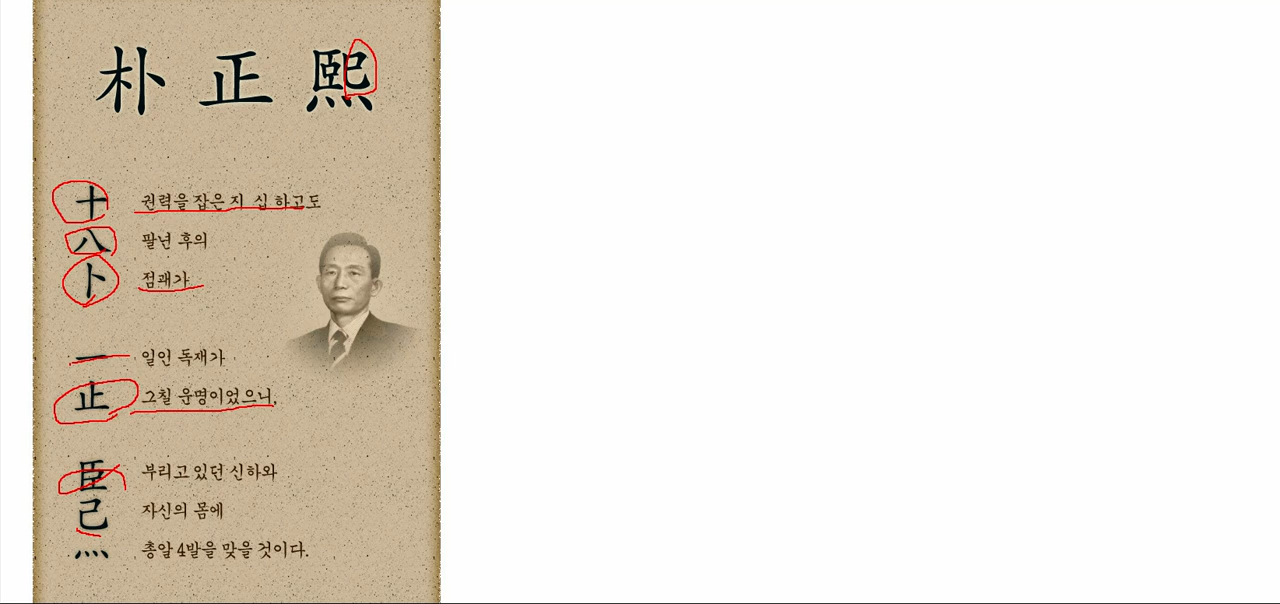 朴 正 熙
十 권력을 잡은 지 십 하고도
八 팔년 후의
卜 점괘가
一 일인 독재가
止 그칠 운명이었으니,
臣 부리고 있던 신하와
己 자신의 몸에
灬 총알 4발을 맞을 것이다.